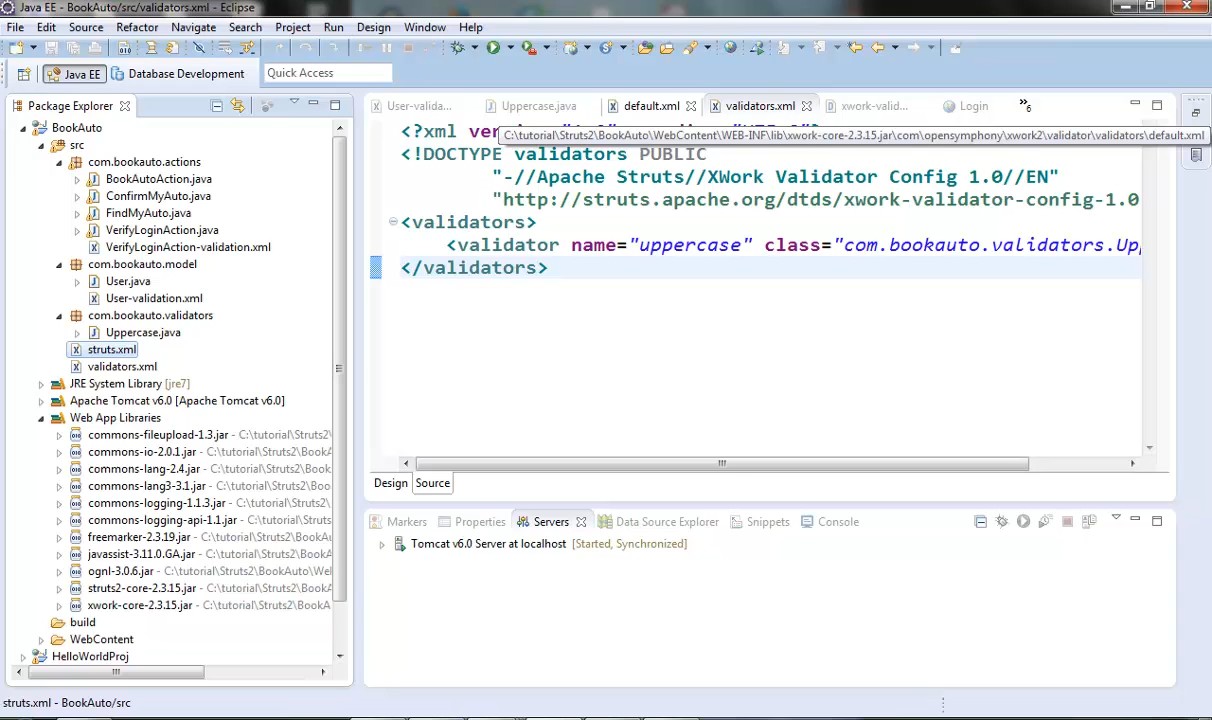 Java EE - BookAuto/src/validators.xml - Eclipse
File Edit Source Refactor Navigate Search Project Run Design Window Help
Java EE Database Development Quick Access
Package Explorer
User-valida... Uppercase.java default.xml validators.xml xwork-valid... Login »6
BookAuto
src
com.bookauto.actions
BookAutoAction.java
ConfirmMyAuto.java
FindMyAuto.java
VerifyLoginAction.java
VerifyLoginAction-validation.xml
com.bookauto.model
User.java
User-validation.xml
com.bookauto.validators
Uppercase.java
struts.xml
validators.xml
JRE System Library [jre7]
Apache Tomcat v6.0 [Apache Tomcat v6.0]
Web App Libraries
commons-fileupload-1.3.jar - C:\tutorial\Struts2\
commons-io-2.0.1.jar - C:\tutorial\Struts2\BookA
commons-lang-2.4.jar - C:\tutorial\Struts2\BookA
commons-lang3-3.1.jar - C:\tutorial\Struts2\Book
commons-logging-1.1.3.jar - C:\tutorial\Struts2\
commons-logging-api-1.1.jar - C:\tutorial\Struts
freemarker-2.3.19.jar - C:\tutorial\Struts2\BookA
javassist-3.11.0.GA.jar - C:\tutorial\Struts2\Book
ognl-3.0.6.jar - C:\tutorial\Struts2\BookAuto\We
struts2-core-2.3.15.jar - C:\tutorial\Struts2\Book
xwork-core-2.3.15.jar - C:\tutorial\Struts2\BookA
build
WebContent
HelloWorldProj
<?xml
C:\tutorial\Struts2\BookAuto\WebContent\WEB-INF\lib\xwork-core-2.3.15.jar\com\opensymphony\xwork2\validator\validators\default.xml
<!DOCTYPE validators PUBLIC
"-//Apache Struts//XWork Validator Config 1.0//EN"
"http://struts.apache.org/dtds/xwork-validator-config-1.0
<validators>
<validator name="uppercase" class="com.bookauto.validators.Upp
</validators>
Design Source
Markers Properties Servers Data Source Explorer Snippets Console
Tomcat v6.0 Server at localhost [Started, Synchronized]
struts.xml - BookAuto/src